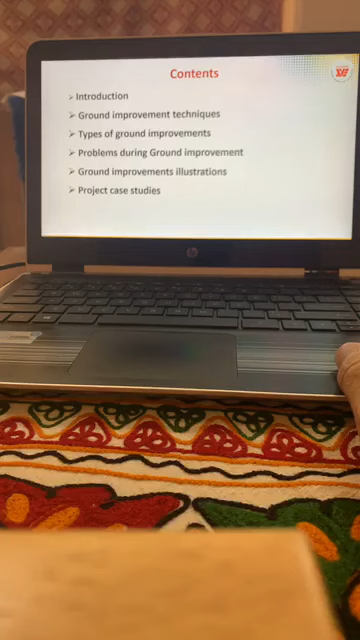 Contents
➢ Introduction
➢ Ground improvement techniques
➢ Types of ground improvements
➢ Problems during Ground improvement
➢ Ground improvements illustrations
➢ Project case studies
hp